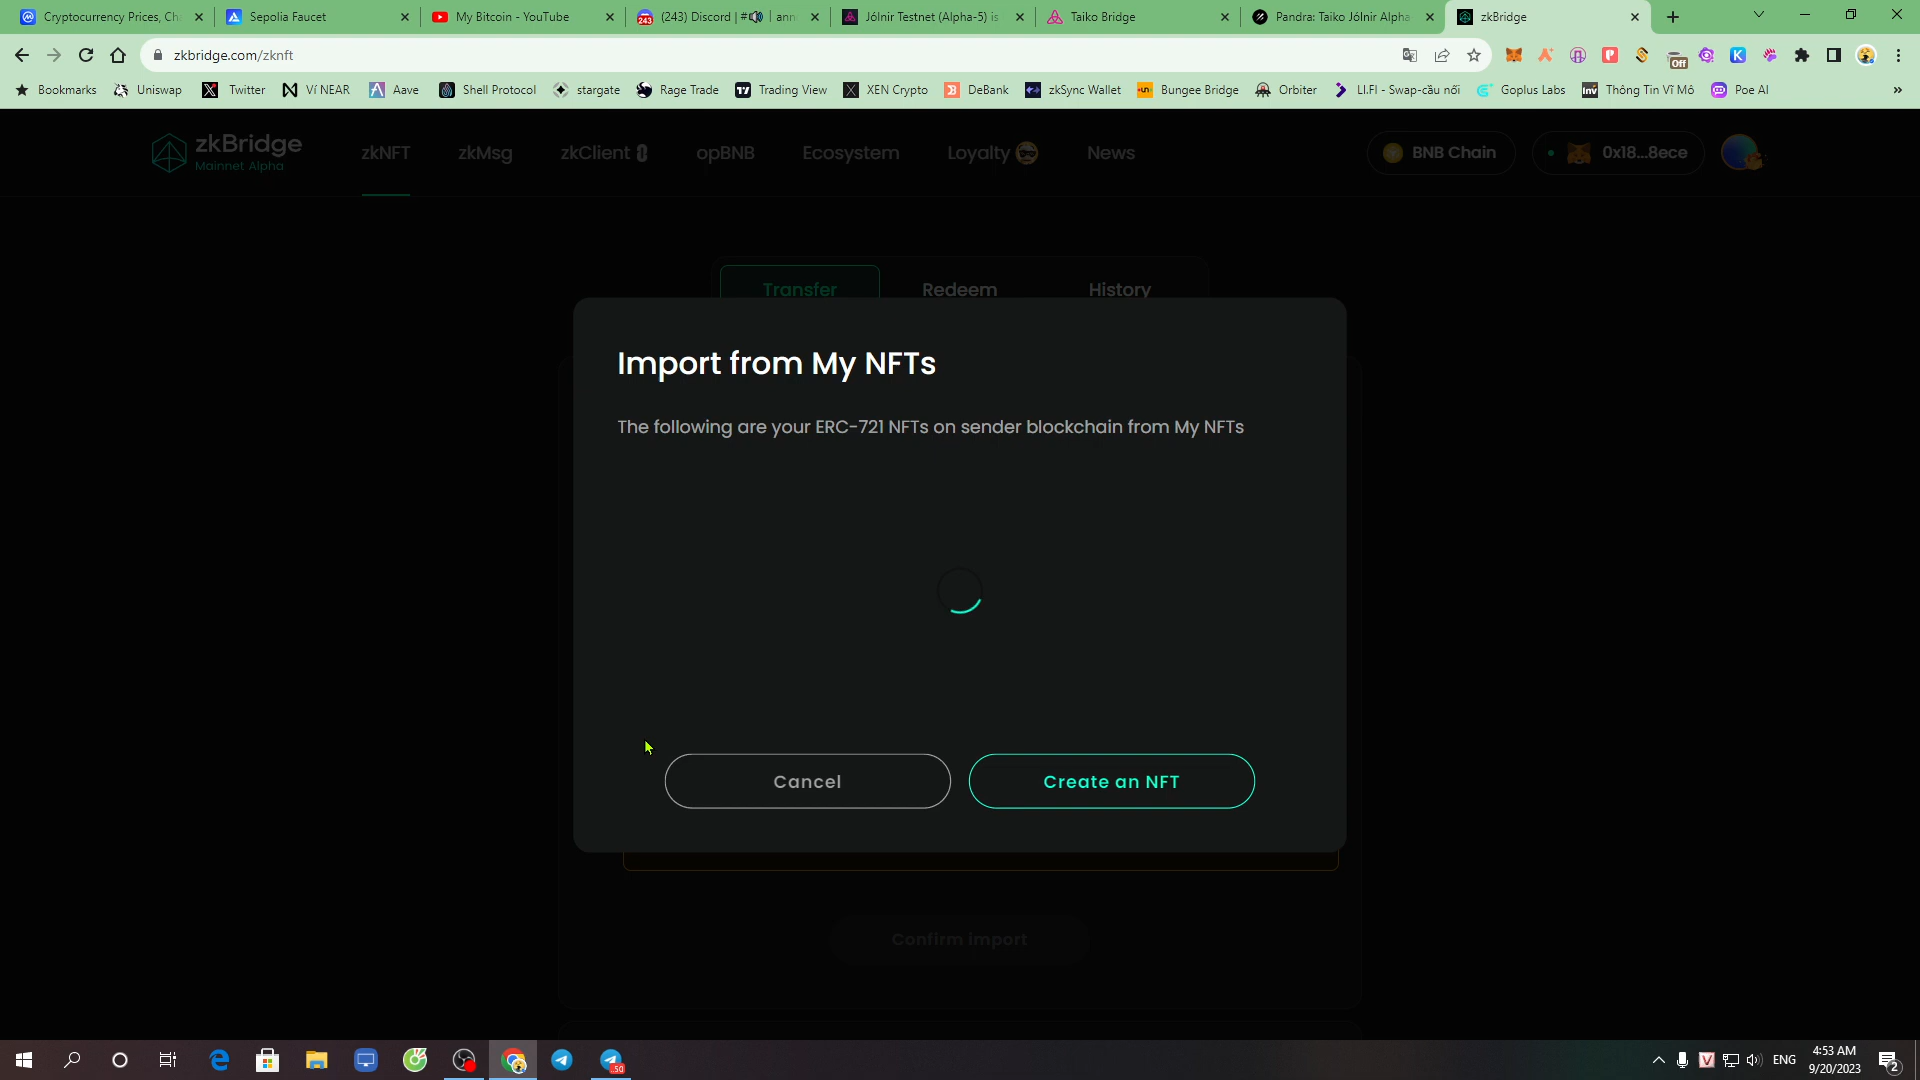 Cryptocurrency Prices, Ch
Sepolia Faucet
My Bitcoin - YouTube
(243) Discord | #🔊 | ann
Jólnir Testnet (Alpha-5) is
Taiko Bridge
Pandra: Taiko Jólnir Alpha
zkBridge
zkbridge.com/zknft
Off
Bookmarks
Uniswap
Twitter
Ví NEAR
Aave
Shell Protocol
stargate
Rage Trade
Trading View
XEN Crypto
DeBank
zkSync Wallet
Bungee Bridge
Orbiter
LI.FI - Swap-cầu nối
Goplus Labs
Thông Tin Vĩ Mô
Poe AI
»
zkBridge
Mainnet Alpha
zkNFT
zkMsg
zkClient
opBNB
Ecosystem
Loyalty
News
BNB Chain
0x18...8ece
Transfer
Redeem
History
Import from My NFTs
The following are your ERC-721 NFTs on sender blockchain from My NFTs
Cancel
Create an NFT
Confirm import
ENG
4:53 AM
9/20/2023
2